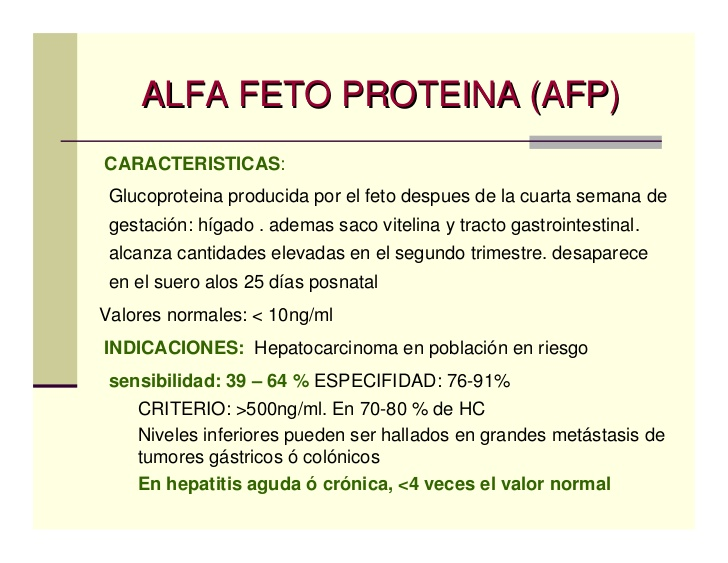 ALFA FETO PROTEINA (AFP)
CARACTERISTICAS:
Glucoproteina producida por el feto despues de la cuarta semana de
gestación: hígado . ademas saco vitelina y tracto gastrointestinal.
alcanza cantidades elevadas en el segundo trimestre. desaparece
en el suero alos 25 días posnatal
Valores normales: < 10ng/ml
INDICACIONES: Hepatocarcinoma en población en riesgo
sensibilidad: 39 – 64 % ESPECIFIDAD: 76-91%
CRITERIO: >500ng/ml. En 70-80 % de HC
Niveles inferiores pueden ser hallados en grandes metástasis de
tumores gástricos ó colónicos
En hepatitis aguda ó crónica, <4 veces el valor normal